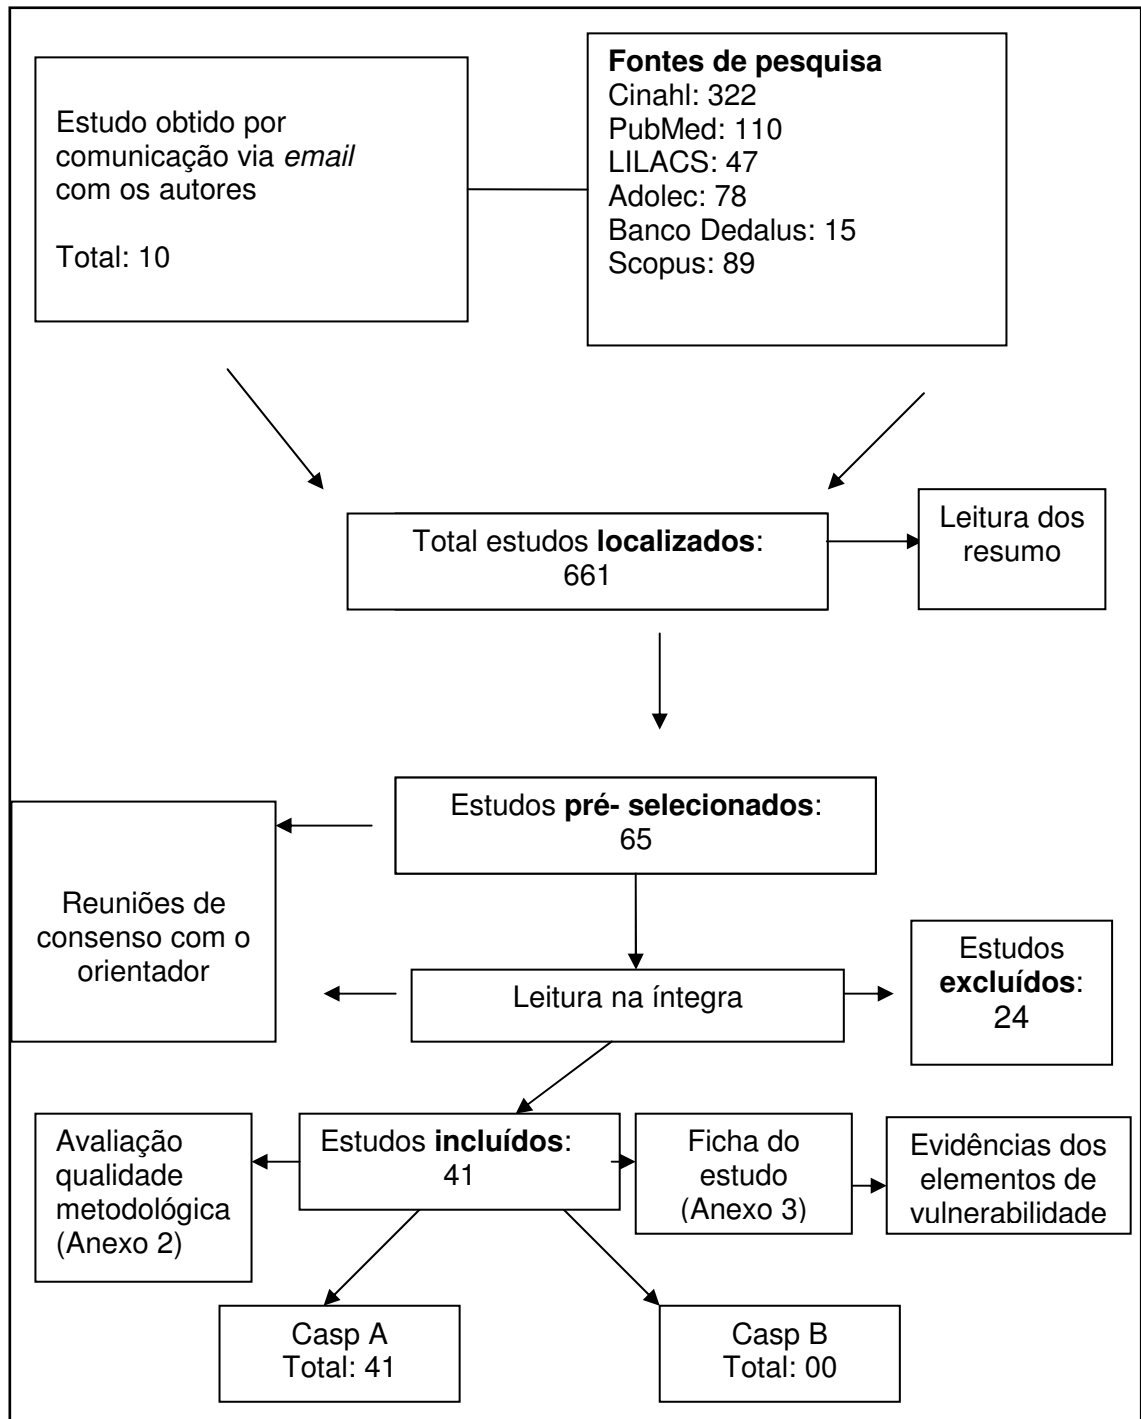 Estudo obtido por
comunicação via email
com os autores
Total: 10
Fontes de pesquisa
Cinahl: 322
PubMed: 110
LILACS: 47
Adolec: 78
Banco Dedalus: 15
Scopus: 89
Total estudos localizados:
661
Leitura dos
resumo
Estudos pré- selecionados:
65
Reuniões de
consenso com o
orientador
Leitura na íntegra
Estudos
excluídos:
24
Avaliação
qualidade
metodológica
(Anexo 2)
Estudos incluídos:
41
Ficha do
estudo
(Anexo 3)
Evidências dos
elementos de
vulnerabilidade
Casp A
Total: 41
Casp B
Total: 00